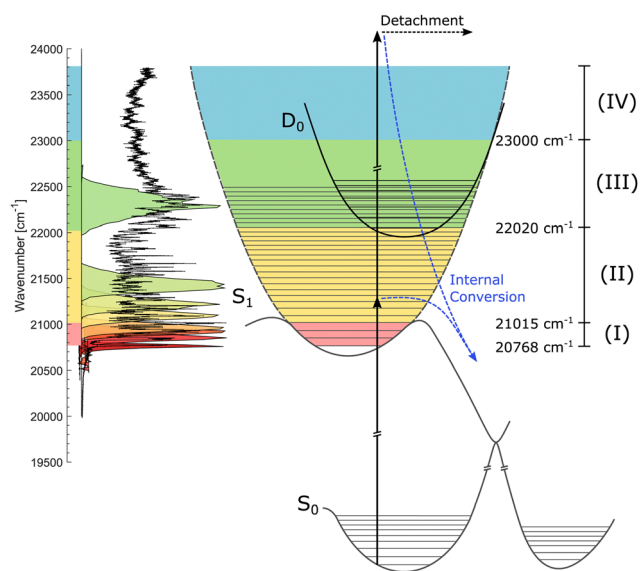 Detachment
24000
23500
23000
22500
22000
21500
21000
20500
20000
19500
Wavenumber [cm⁻¹]
D₀
S₁
S₀
Internal
Conversion
23000 cm⁻¹
22020 cm⁻¹
21015 cm⁻¹
20768 cm⁻¹
(IV)
(III)
(II)
(I)